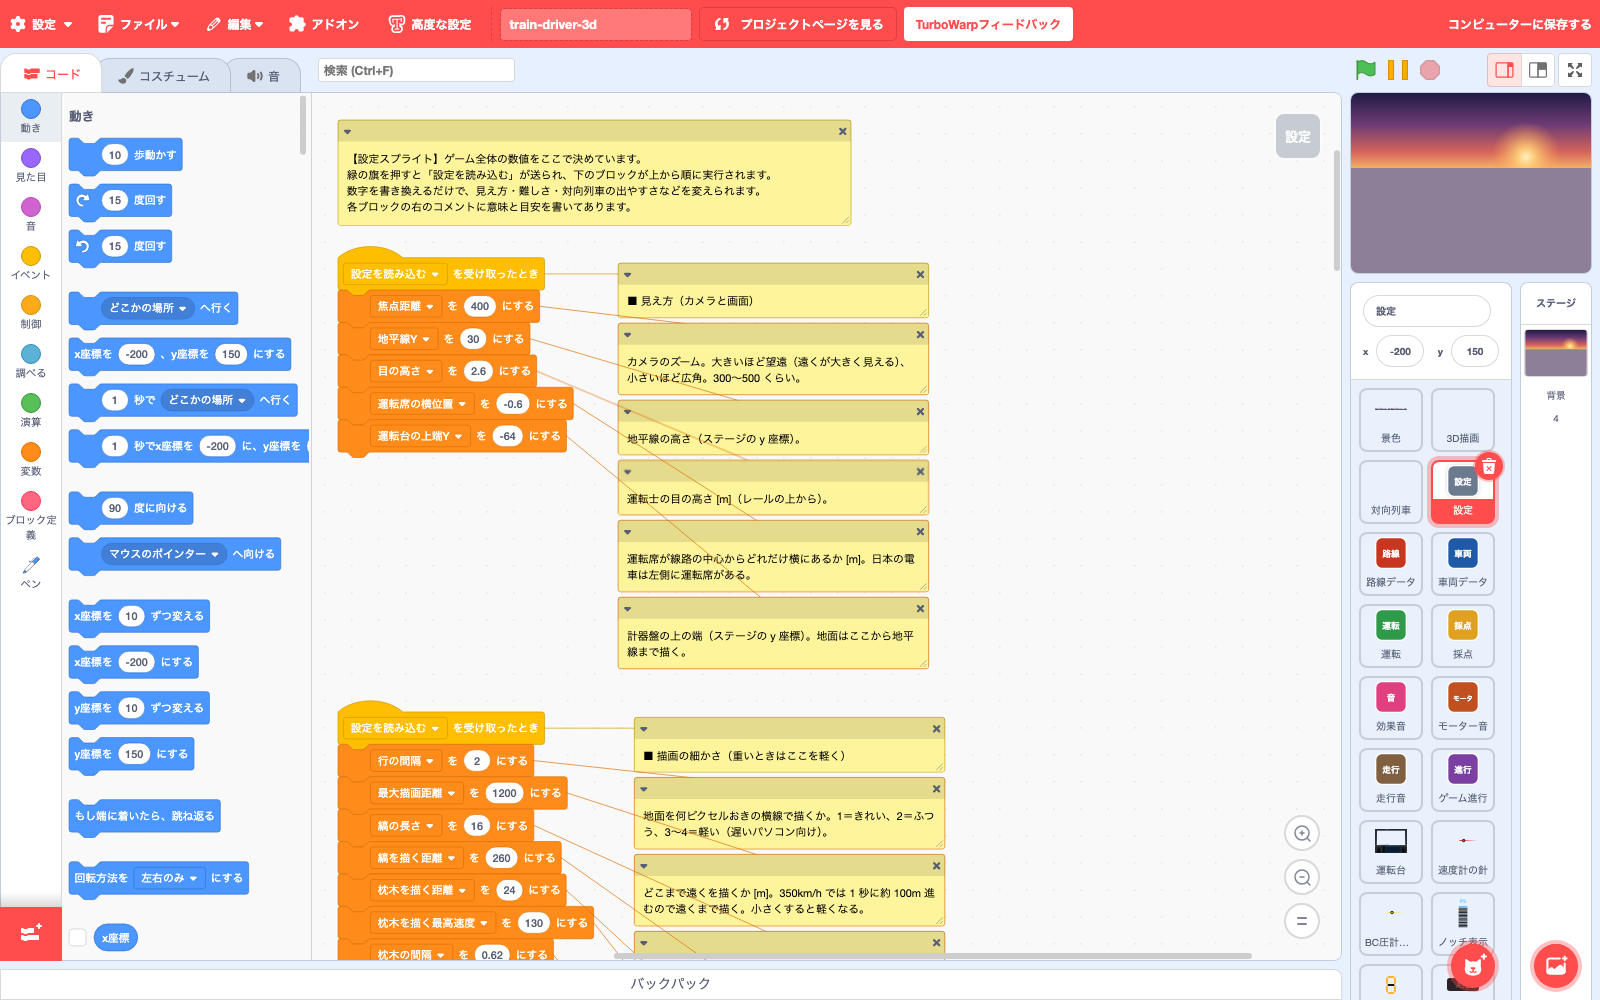 設定
ファイル
編集
アドオン
高度な設定
train-driver-3d
プロジェクトページを見る
TurboWarpフィードバック
コンピューターに保存する
コード
コスチューム
音
検索 (Ctrl+F)
動き
見た目
音
イベント
制御
調べる
演算
変数
ブロック定義
ペン
動き
10 歩動かす
15 度回す
15 度回す
どこかの場所 へ行く
x座標を -200 、y座標を 150 にする
1 秒で どこかの場所 へ行く
1 秒でx座標を -200 に、y座標を
90 度に向ける
マウスのポインター へ向ける
x座標を 10 ずつ変える
x座標を -200 にする
y座標を 10 ずつ変える
y座標を 150 にする
もし端に着いたら、跳ね返る
回転方法を 左右のみ にする
x座標
【設定スプライト】ゲーム全体の数値をここで決めています。
緑の旗を押すと「設定を読み込む」が送られ、下のブロックが上から順に実行されます。
数字を書き換えるだけで、見え方・難しさ・対向列車の出やすさなどを変えられます。
各ブロックの右のコメントに意味と目安を書いてあります。
設定
設定を読み込む を受け取ったとき
焦点距離 を 400 にする
地平線Y を 30 にする
目の高さ を 2.6 にする
運転席の横位置 を -0.6 にする
運転台の上端Y を -64 にする
■ 見え方（カメラと画面）
カメラのズーム。大きいほど望遠（遠くが大きく見える）、
小さいほど広角。300〜500 くらい。
地平線の高さ（ステージの y 座標）。
運転士の目の高さ [m]（レールの上から）。
運転席が線路の中心からどれだけ横にあるか [m]。日本の電
車は左側に運転席がある。
計器盤の上の端（ステージの y 座標）。地面はここから地平
線まで描く。
設定を読み込む を受け取ったとき
行の間隔 を 2 にする
最大描画距離 を 1200 にする
縞の長さ を 16 にする
縞を描く距離 を 260 にする
枕木を描く距離 を 24 にする
枕木を描く最高速度 を 130 にする
枕木の間隔 を 0.62 にする
■ 描画の細かさ（重いときはここを軽く）
地面を何ピクセルおきの横線で描くか。1＝きれい、2＝ふつ
う、3〜4＝軽い（遅いパソコン向け）。
どこまで遠くを描くか [m]。350km/h では 1 秒に約 100m 進
むので遠くまで描く。小さくすると軽くなる。
バックパック
設定
x -200 y 150
景色
3D描画
対向列車
設定
設定
路線
路線データ
車両
車両データ
運転
運転
採点
採点
音
効果音
モータ
モーター音
走行
走行音
進行
ゲーム進行
運転台
速度計の針
BC圧計…
ノッチ表示
ステージ
背景
4